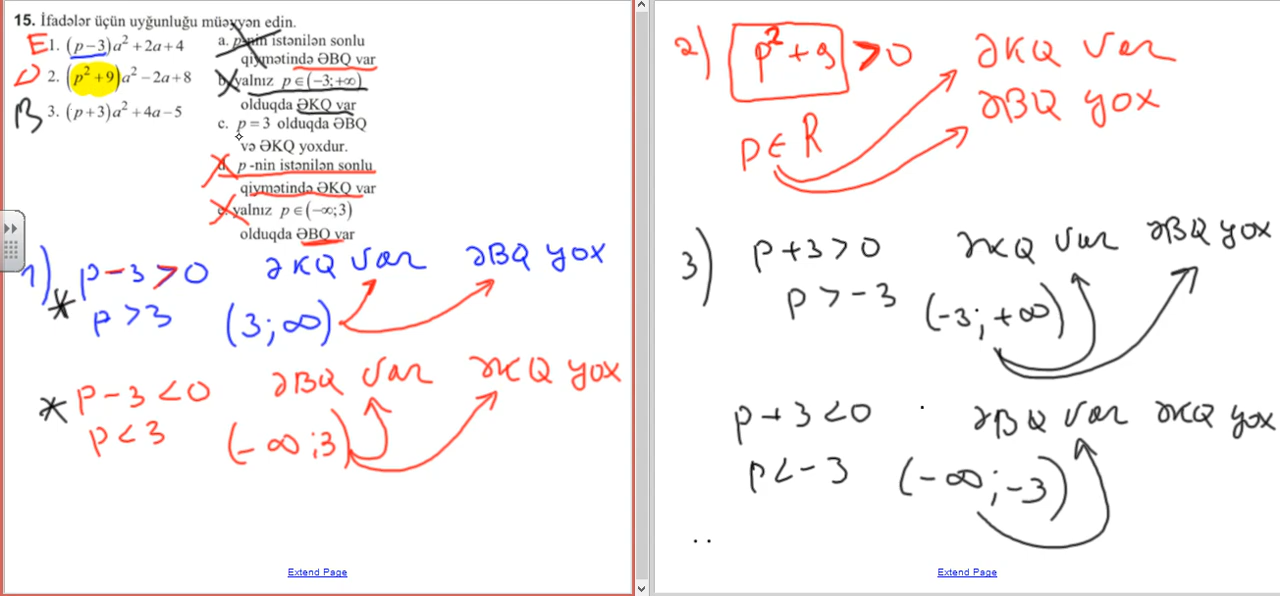 15. İfadələr üçün uyğunluğu müəyyən edin.
E 1. (p−3)a² + 2a + 4
D 2. (p² + 9)a² − 2a + 8
B 3. (p+3)a² + 4a − 5
a. p-nin istənilən sonlu
qiymətində ƏBQ var
b. yalnız p ∈ (−3; +∞)
olduqda ƏKQ var
c. p = 3 olduqda ƏBQ
və ƏKQ yoxdur.
d. p -nin istənilən sonlu
qiymətində ƏKQ var
e. yalnız p ∈ (−∞; 3)
olduqda ƏBQ var
1) p − 3 > 0 ƏKQ var ƏBQ yox
* p > 3 (3; ∞)
* p − 3 < 0 ƏBQ var ƏKQ yox
p < 3 (−∞; 3)
Extend Page
2) p² + 9 > 0 ƏKQ var
ƏBQ yox
p ∈ R
3) p + 3 > 0 ƏKQ var ƏBQ yox
p > −3 (−3; +∞)
p + 3 < 0 ƏBQ var ƏKQ yox
p < −3 (−∞; −3)
Extend Page